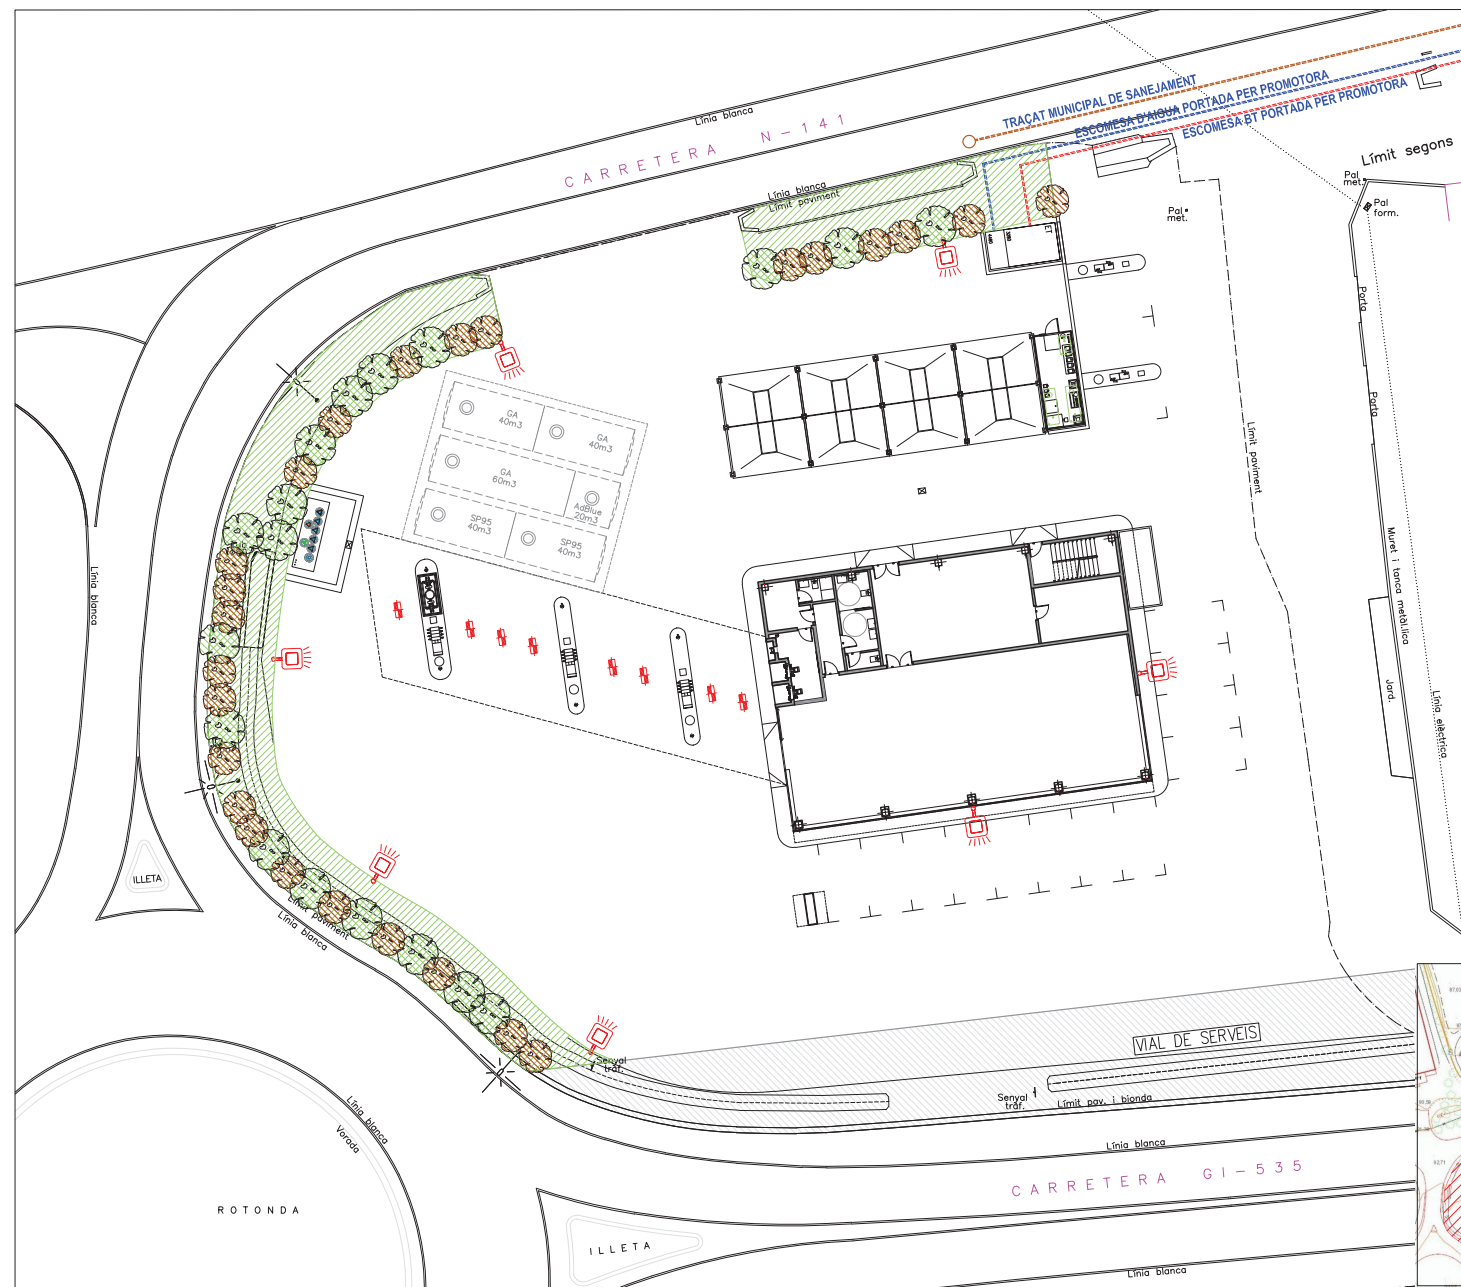 TRAÇAT MUNICIPAL DE SANEJAMENT
ESCOMESA D'AIGUA PORTADA PER PROMOTORA
ESCOMESA BT PORTADA PER PROMOTORA
Línia blanca
CARRETERA N-141
Línia blanca
Límit paviment
Límit segons
Pal
met.
Pal
form.
Pal
met.
ET
Porta
Porta
GA
40m3
GA
40m3
GA
60m3
AdBlue
20m3
SP95
40m3
SP95
40m3
Límit paviment
Muret i tanca metàl.lica
Jard.
Línia elèctrica
Línia blanca
ILLETA
Límit paviment
Línia blanca
Senyal
tràf.
VIAL DE SERVEIS
Senyal
tràf.
Límit pav. i bionda
Línia blanca
Línia blanca
Vorada
CARRETERA GI-535
ROTONDA
ILLETA
Línia blanca